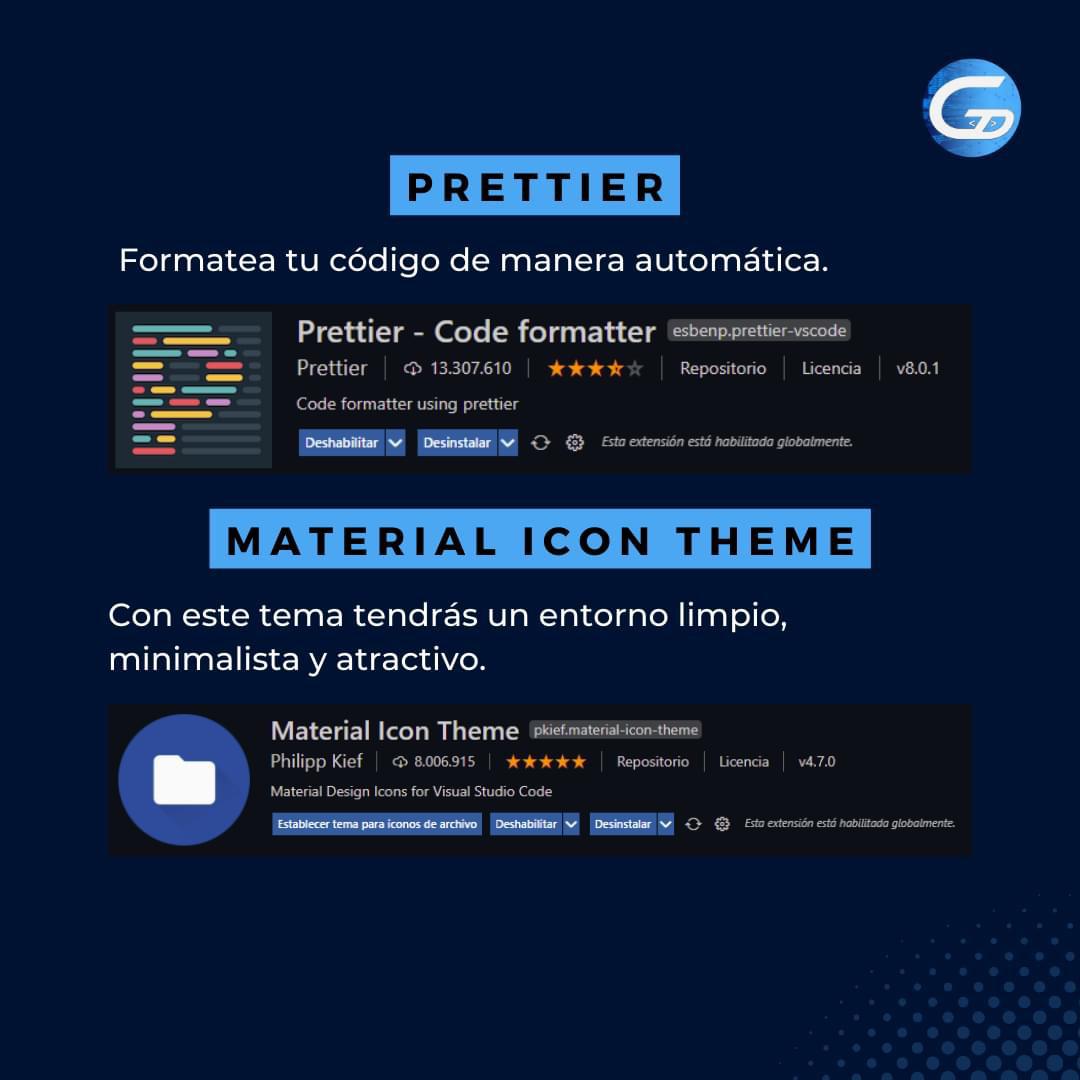 GD
PRETTIER
Formatea tu código de manera automática.
Prettier - Code formatter esbenp.prettier-vscode
Prettier 13.307.610 Repositorio Licencia v8.0.1
Code formatter using prettier
Deshabilitar Desinstalar Esta extensión está habilitada globalmente.
MATERIAL ICON THEME
Con este tema tendrás un entorno limpio,
minimalista y atractivo.
Material Icon Theme pkief.material-icon-theme
Philipp Kief 8.006.915 Repositorio Licencia v4.7.0
Material Design Icons for Visual Studio Code
Establecer tema para iconos de archivo Deshabilitar Desinstalar Esta extensión está habilitada globalmente.